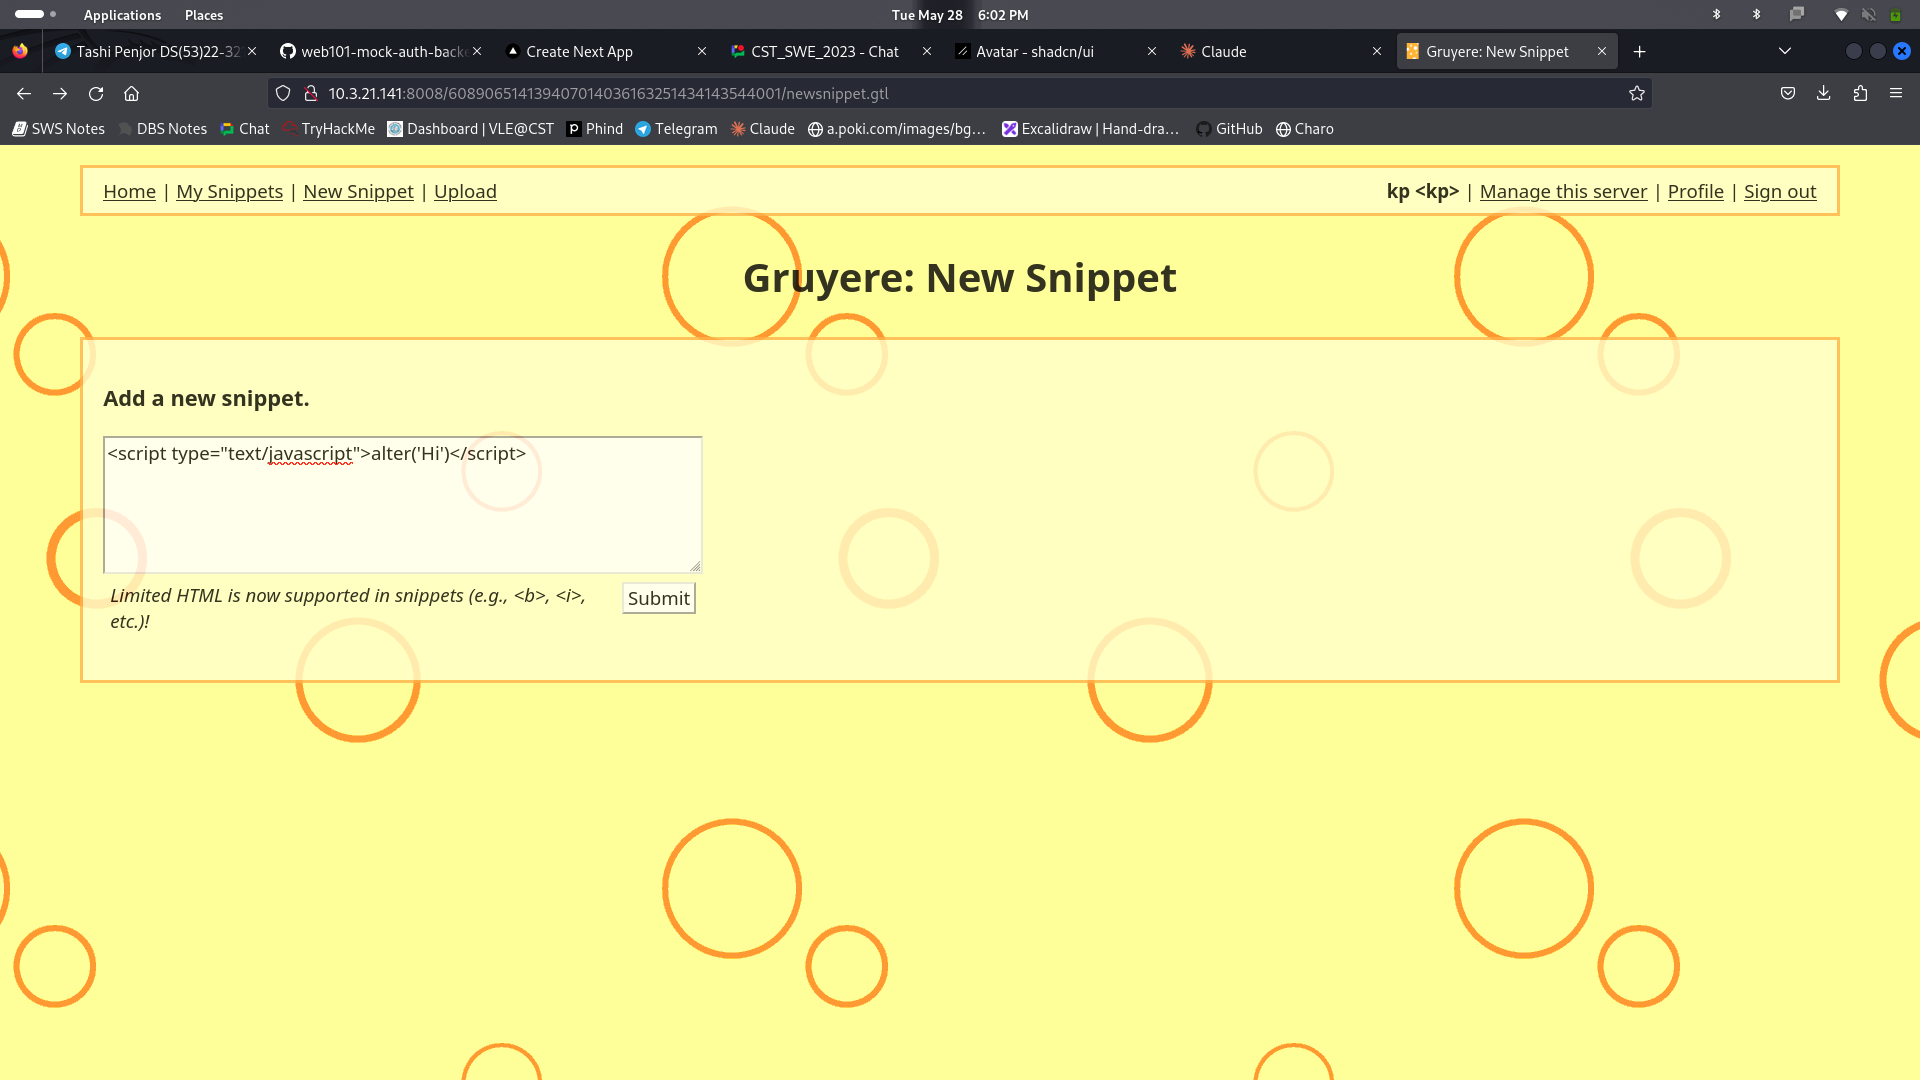 Applications Places Tue May 28 6:02 PM
Tashi Penjor DS(53)22-32 web101-mock-auth-backe Create Next App CST_SWE_2023 - Chat Avatar - shadcn/ui Claude Gruyere: New Snippet
10.3.21.141:8008/608906514139407014036163251434143544001/newsnippet.gtl
SWS Notes DBS Notes Chat TryHackMe Dashboard | VLE@CST Phind Telegram Claude a.poki.com/images/bg... Excalidraw | Hand-dra... GitHub Charo
Home | My Snippets | New Snippet | Upload kp <kp> | Manage this server | Profile | Sign out
Gruyere: New Snippet
Add a new snippet.
<script type="text/javascript">alter('Hi')</script>
Limited HTML is now supported in snippets (e.g., <b>, <i>,
etc.)!
Submit